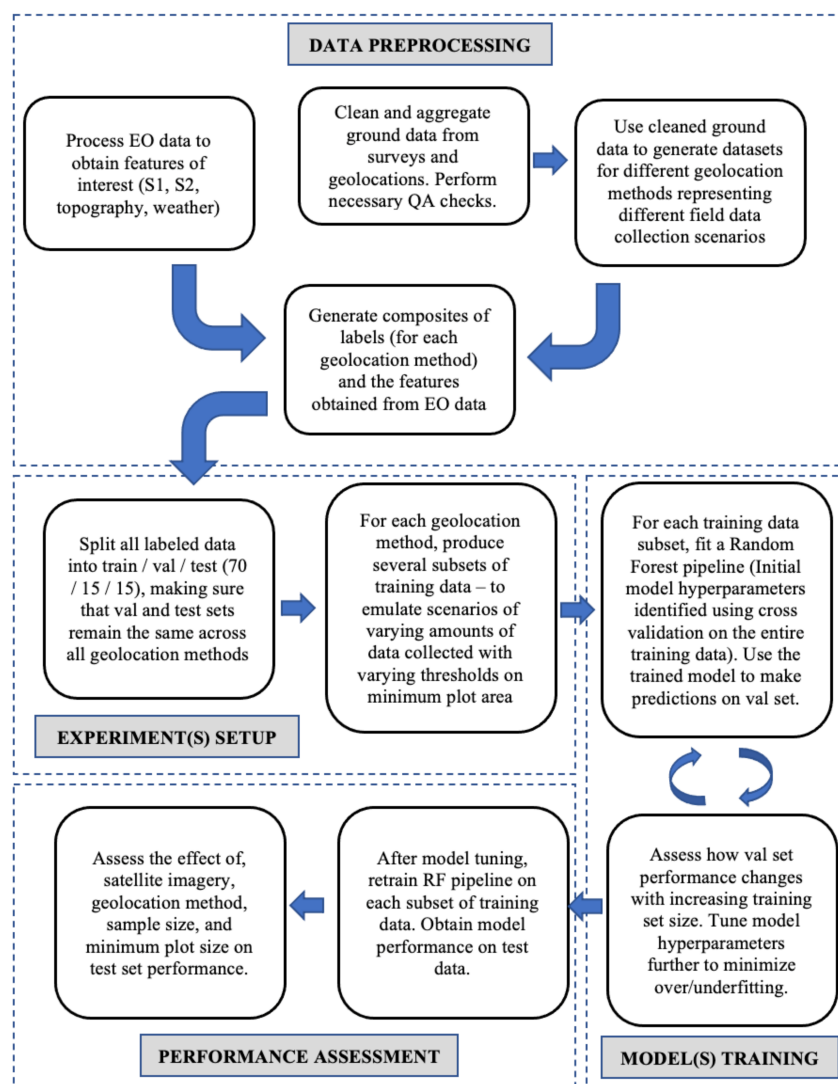 DATA PREPROCESSING
Process EO data to
obtain features of
interest (S1, S2,
topography, weather)
Clean and aggregate
ground data from
surveys and
geolocations. Perform
necessary QA checks.
Use cleaned ground
data to generate datasets
for different geolocation
methods representing
different field data
collection scenarios
Generate composites of
labels (for each
geolocation method)
and the features
obtained from EO data
Split all labeled data
into train / val / test (70
/ 15 / 15), making sure
that val and test sets
remain the same across
all geolocation methods
For each geolocation
method, produce
several subsets of
training data – to
emulate scenarios of
varying amounts of
data collected with
varying thresholds on
minimum plot area
EXPERIMENT(S) SETUP
For each training data
subset, fit a Random
Forest pipeline (Initial
model hyperparameters
identified using cross
validation on the entire
training data). Use the
trained model to make
predictions on val set.
Assess how val set
performance changes
with increasing training
set size. Tune model
hyperparameters
further to minimize
over/underfitting.
MODEL(S) TRAINING
After model tuning,
retrain RF pipeline on
each subset of training
data. Obtain model
performance on test
data.
Assess the effect of,
satellite imagery,
geolocation method,
sample size, and
minimum plot size on
test set performance.
PERFORMANCE ASSESSMENT